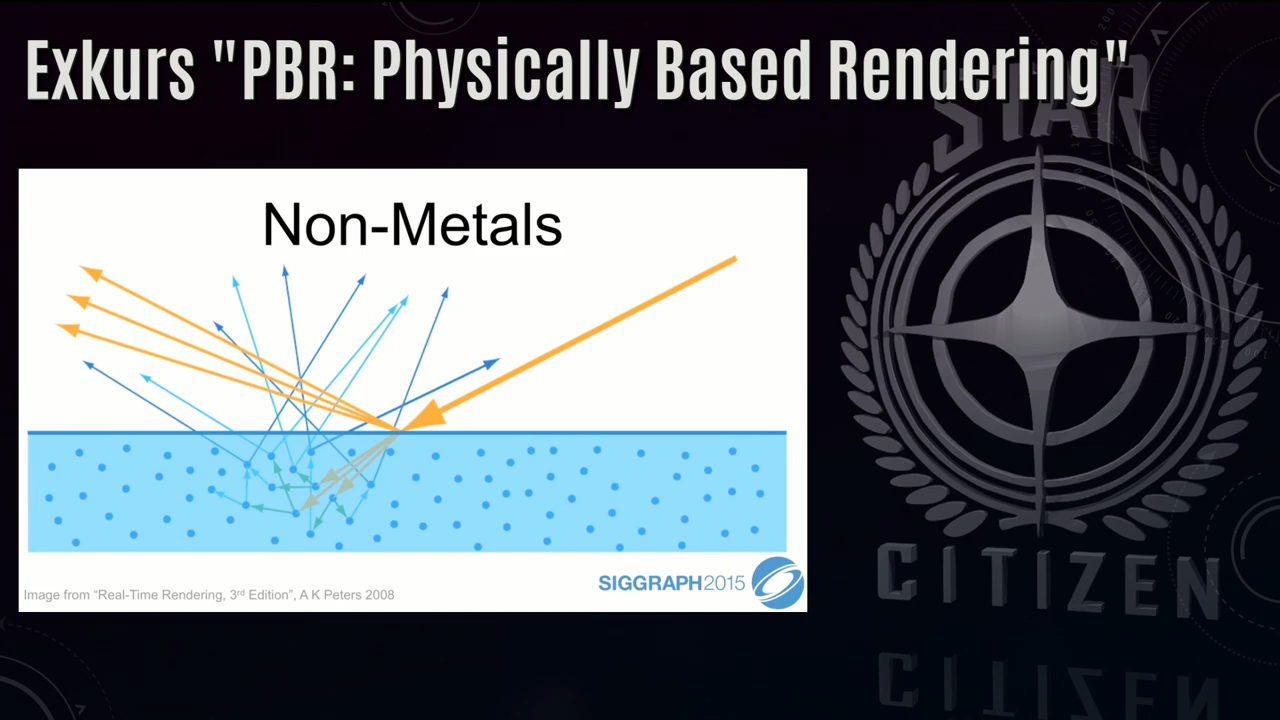 Exkurs "PBR: Physically Based Rendering"
STAR
Non-Metals
SIGGRAPH2015
Image from “Real-Time Rendering, 3rd Edition”, A K Peters 2008
CITIZEN